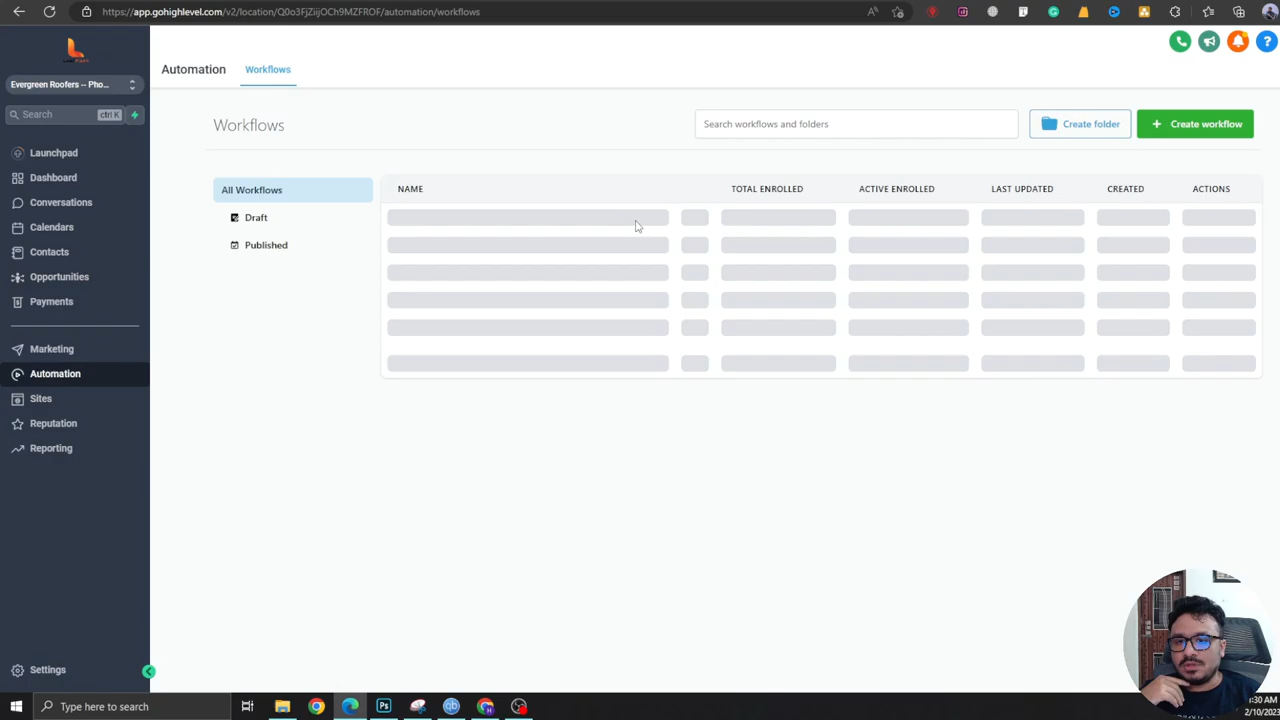 https://app.gohighlevel.com/v2/location/Q0o3FjZiijOCh9MZFROF/automation/workflows
Evergreen Roofers -- Pho...
Search
ctrl K
Launchpad
Dashboard
Conversations
Calendars
Contacts
Opportunities
Payments
Marketing
Automation
Sites
Reputation
Reporting
Settings
Automation Workflows
Workflows
Search workflows and folders
Create folder
+ Create workflow
All Workflows
Draft
Published
NAME TOTAL ENROLLED ACTIVE ENROLLED LAST UPDATED CREATED ACTIONS
Type here to search
:30 AM
2/10/2023